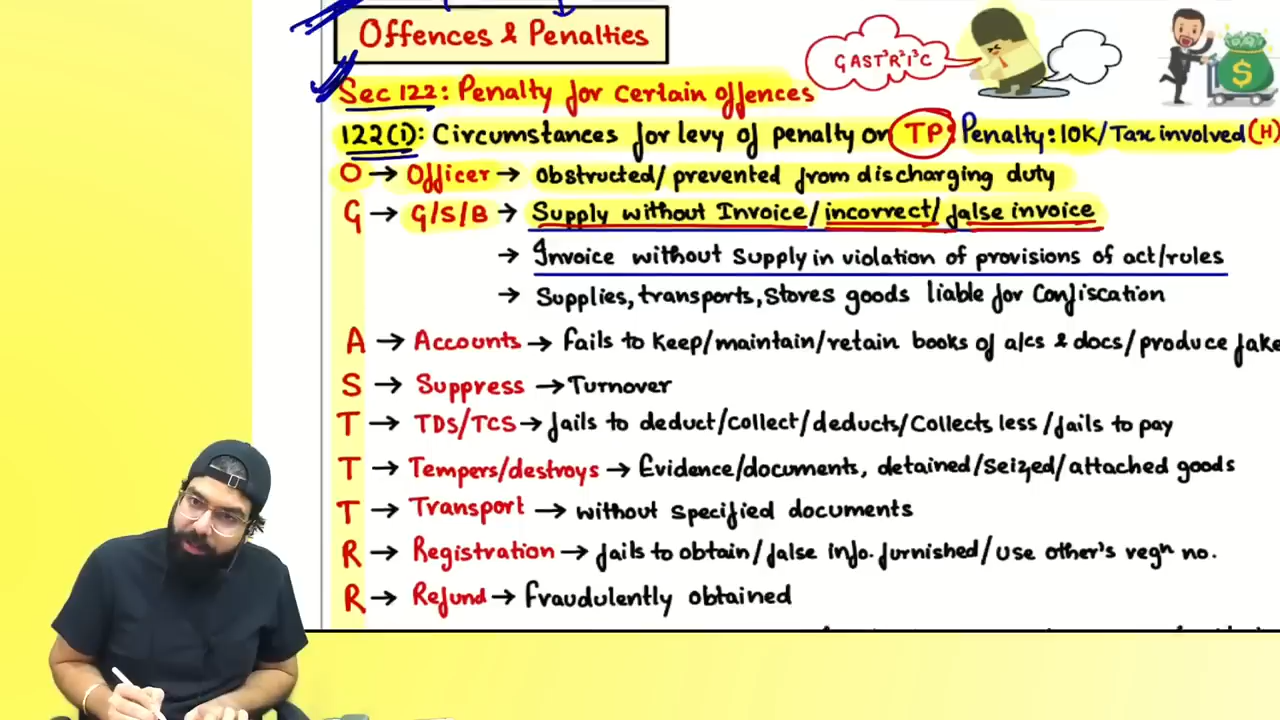 Offences & Penalties
GAST³R²I³C
Sec 122: Penalty for certain offences
122(i): Circumstances for levy of penalty on TP: Penalty: 10K/Tax involved (H)
O → Officer → Obstructed/ prevented from discharging duty
G → G/S/B → Supply without Invoice/ incorrect/ false invoice
→ Invoice without supply in violation of provisions of act/rules
→ Supplies, transports, stores goods liable for confiscation
A → Accounts → fails to keep/maintain/retain books of a/cs & docs/produce fake
S → Suppress → Turnover
T → TDS/TCS → fails to deduct/collect/deducts/collects less/fails to pay
T → Tempers/destroys → Evidence/documents, detained/seized/attached goods
T → Transport → without specified documents
R → Registration → fails to obtain/false info. furnished/use other's regn no.
R → Refund → fraudulently obtained